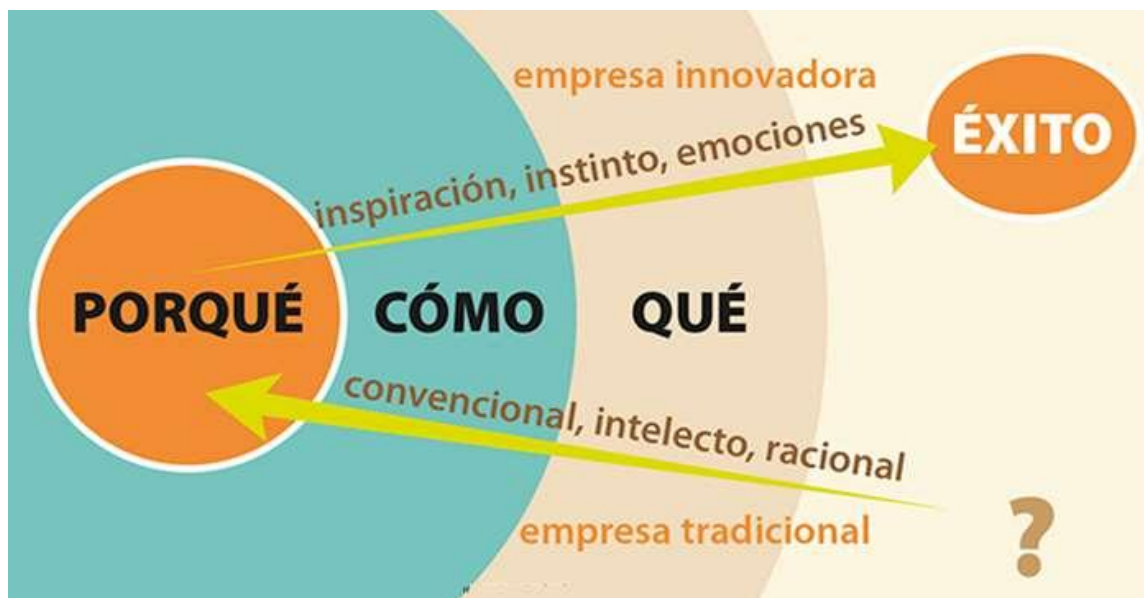 empresa innovadora
ÉXITO
inspiración, instinto, emociones
PORQUÉ CÓMO QUÉ
convencional, intelecto, racional
empresa tradicional
?